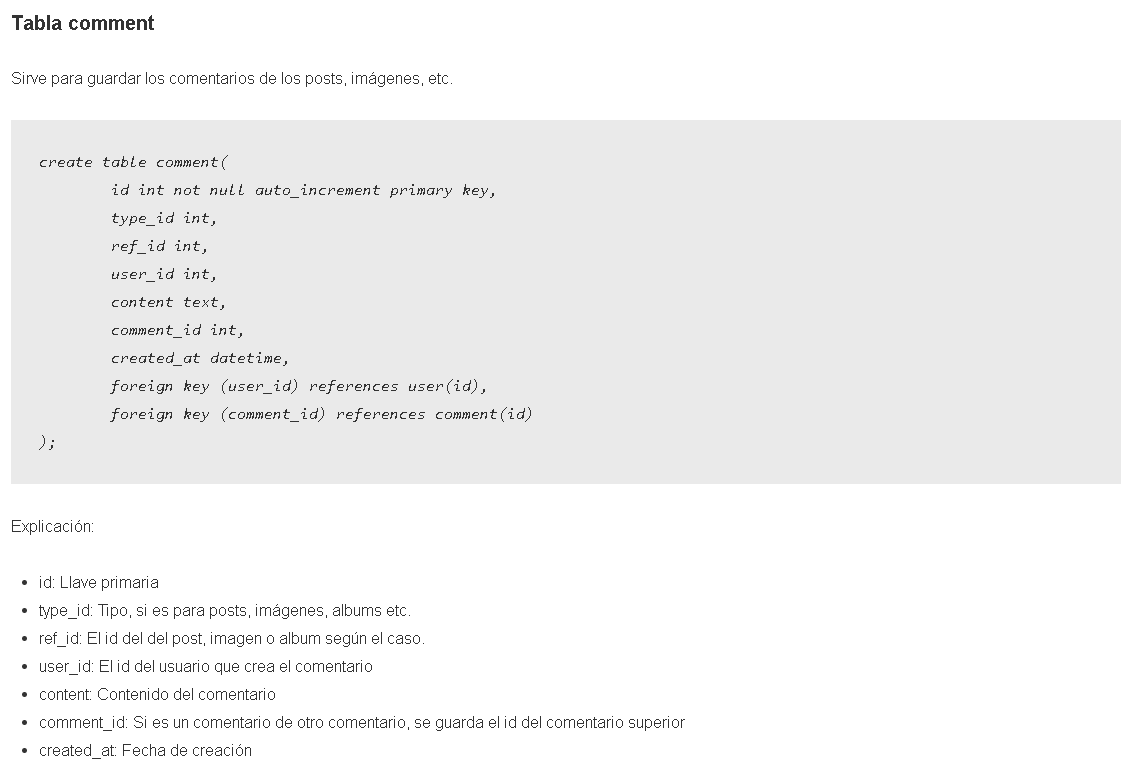 Tabla comment
Sirve para guardar los comentarios de los posts, imágenes, etc.
create table comment(
id int not null auto_increment primary key,
type_id int,
ref_id int,
user_id int,
content text,
comment_id int,
created_at datetime,
foreign key (user_id) references user(id),
foreign key (comment_id) references comment(id)
);
Explicación:
• id: Llave primaria
• type_id: Tipo, si es para posts, imágenes, albums etc.
• ref_id: El id del del post, imagen o album según el caso.
• user_id: El id del usuario que crea el comentario
• content: Contenido del comentario
• comment_id: Si es un comentario de otro comentario, se guarda el id del comentario superior
• created_at: Fecha de creación